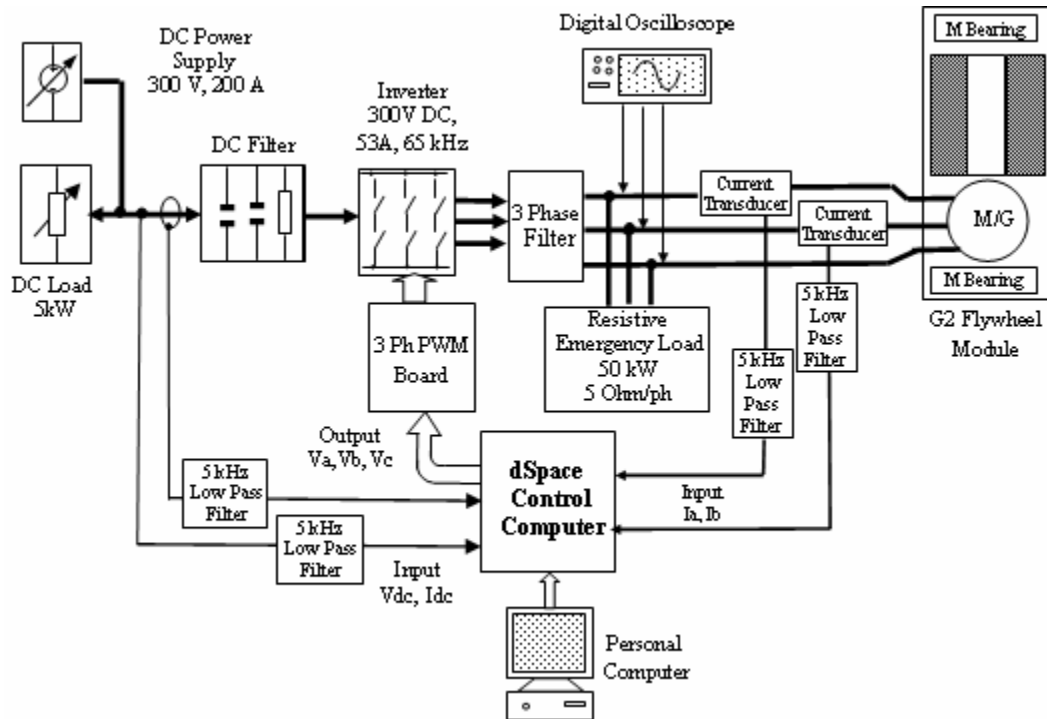 DC Power
Supply
300 V, 200 A
Digital Oscilloscope
M Bearing
Inverter
300V DC,
53A, 65 kHz
DC Filter
3 Phase
Filter
Current
Transducer
Current
Transducer
M/G
M Bearing
G2 Flywheel
Module
DC Load
5kW
3 Ph PWM
Board
Resistive
Emergency Load
50 kW
5 Ohm/ph
5 kHz
Low
Pass
Filter
5 kHz
Low
Pass
Filter
Output
Va, Vb, Vc
dSpace
Control
Computer
Input
Ia, Ib
5 kHz
Low Pass
Filter
5 kHz
Low Pass
Filter
Input
Vdc, Idc
Personal
Computer